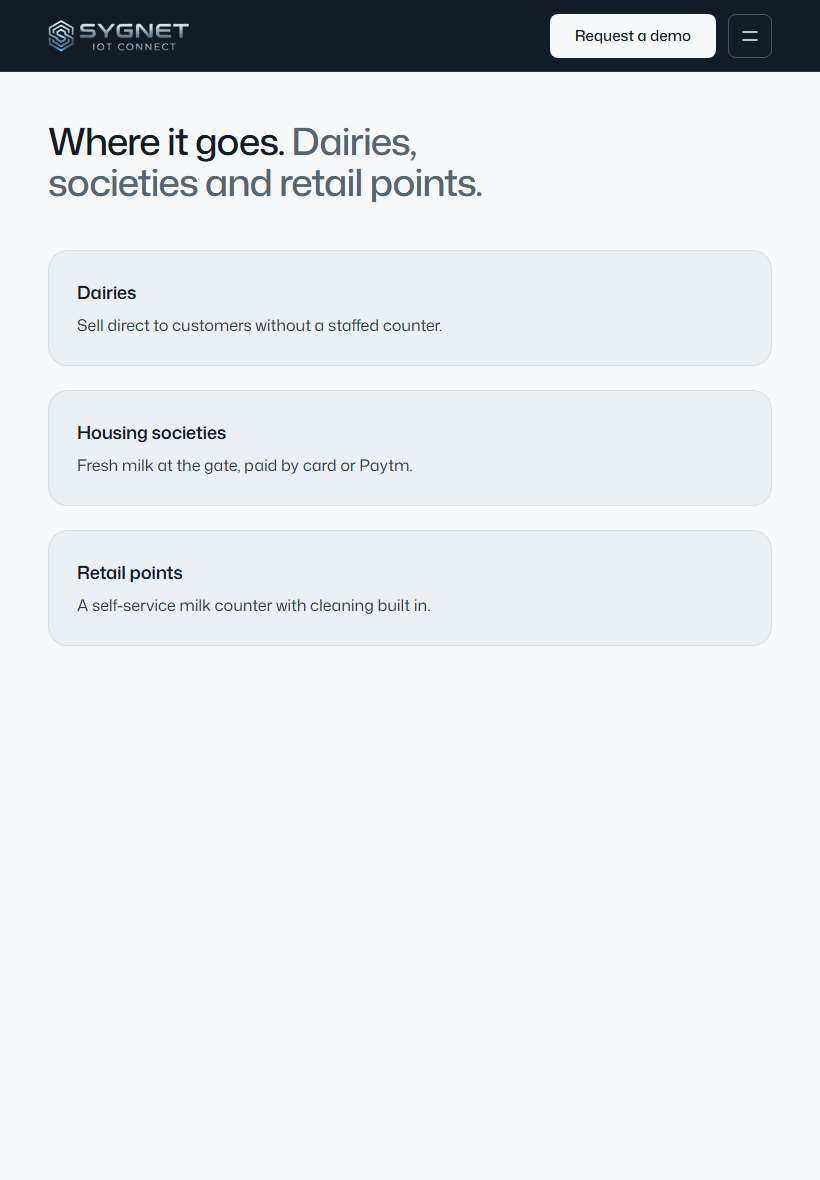 SYGNET
IOT CONNECT
Request a demo
Where it goes. Dairies,
societies and retail points.
Dairies
Sell direct to customers without a staffed counter.
Housing societies
Fresh milk at the gate, paid by card or Paytm.
Retail points
A self-service milk counter with cleaning built in.